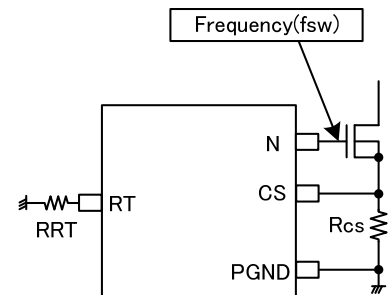 Frequency(fsw)
N
CS
RT
RRT
Rcs
PGND